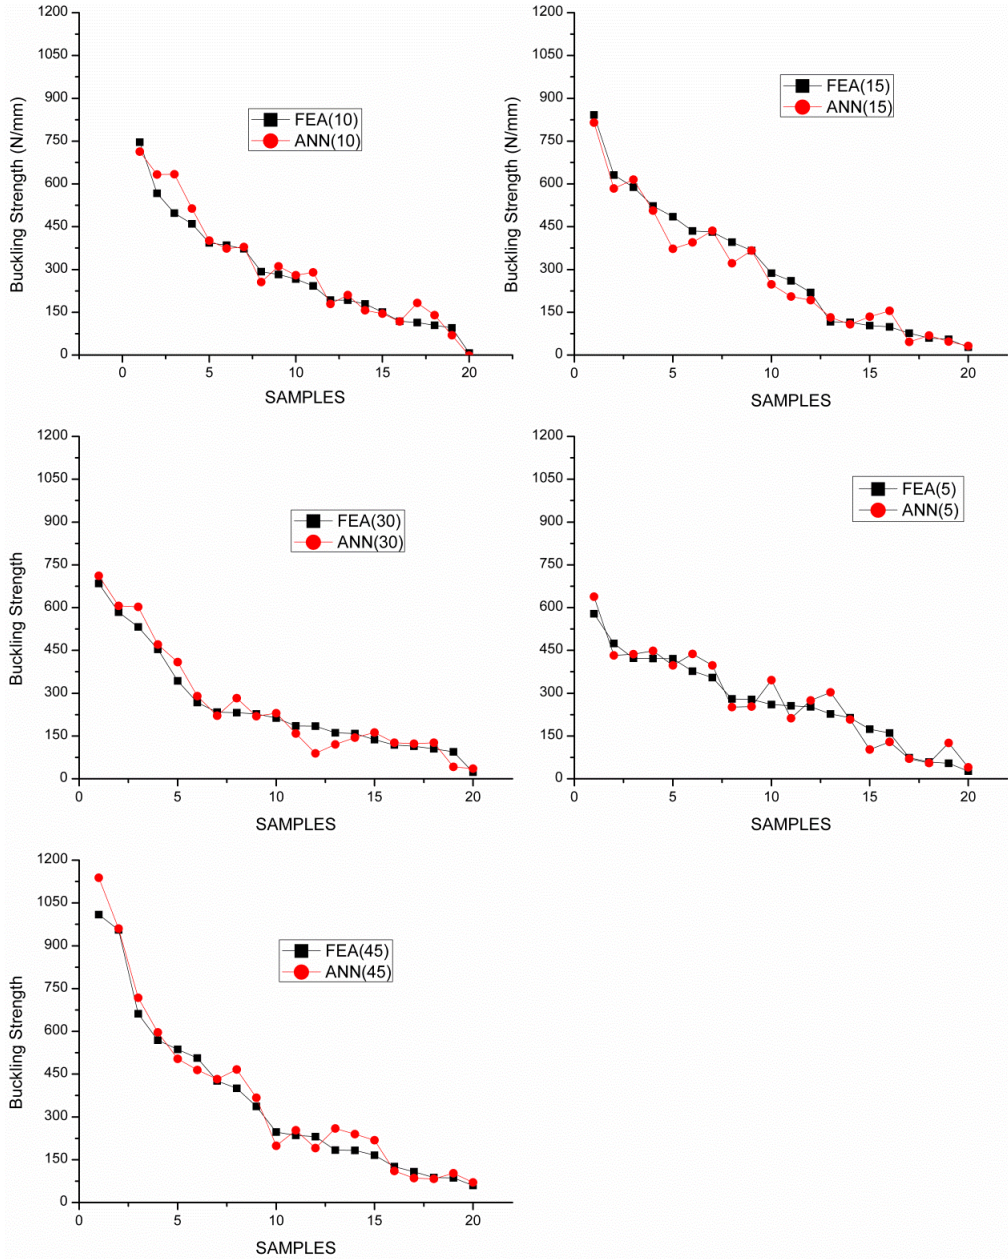 1200
1050
900
750
600
450
300
150
0
Buckling Strength (N/mm)
FEA(10)
ANN(10)
0 5 10 15 20
SAMPLES
1200
1050
900
750
600
450
300
150
0
Buckling Strength (N/mm)
FEA(15)
ANN(15)
0 5 10 15 20
SAMPLES
1200
1050
900
750
600
450
300
150
0
Buckling Strength
FEA(30)
ANN(30)
0 5 10 15 20
SAMPLES
1200
1050
900
750
600
450
300
150
0
FEA(5)
ANN(5)
0 5 10 15 20
SAMPLES
1200
1050
900
750
600
450
300
150
0
Buckling Strength
FEA(45)
ANN(45)
0 5 10 15 20
SAMPLES